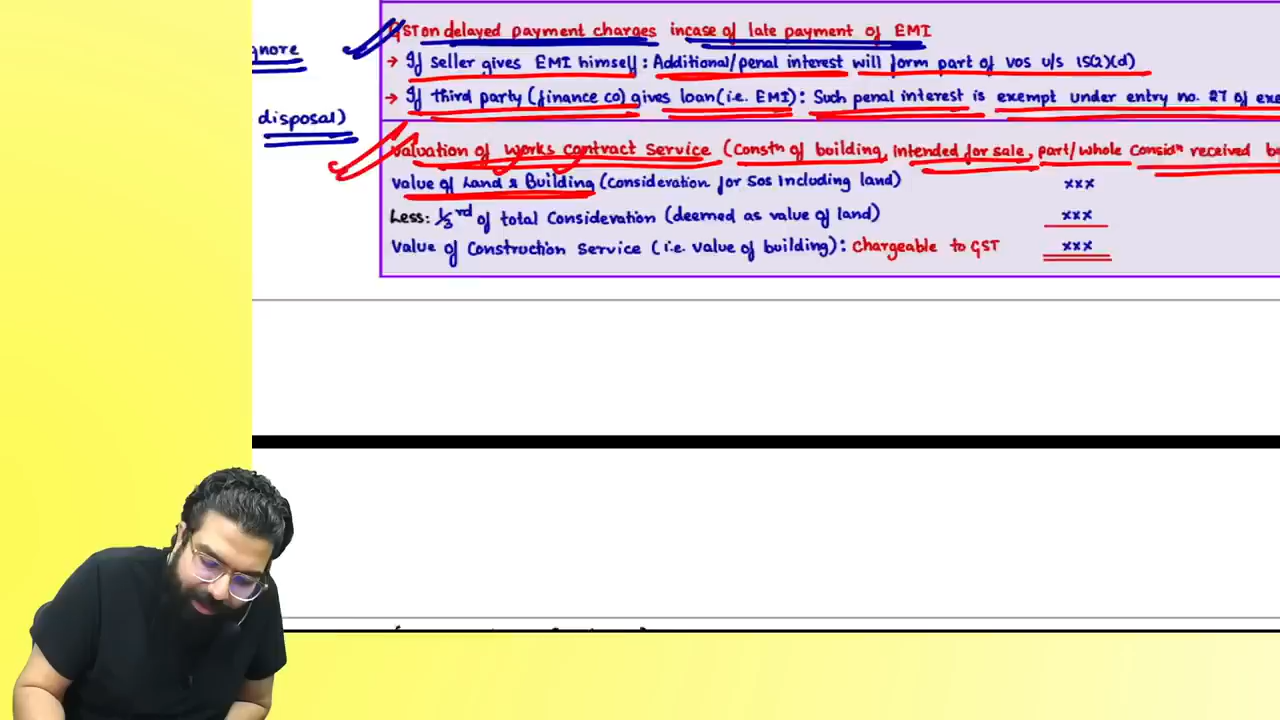 gnore
disposal)
GST on delayed payment charges incase of late payment of EMI
→ If seller gives EMI himself: Additional/penal interest will form part of VOS u/s 15(2)(d)
→ If third party (finance co) gives loan (i.e. EMI): Such penal interest is exempt under entry no. 27 of exe
Valuation of Works contract Service (Constⁿ of building, intended for sale, part/whole Considⁿ received b
Value of Land & Building (Consideration for SOS Including land) xxx
Less: 1/3rd of total Consideration (deemed as value of land) xxx
Value of Construction Service (i.e. value of building): chargeable to GST xxx